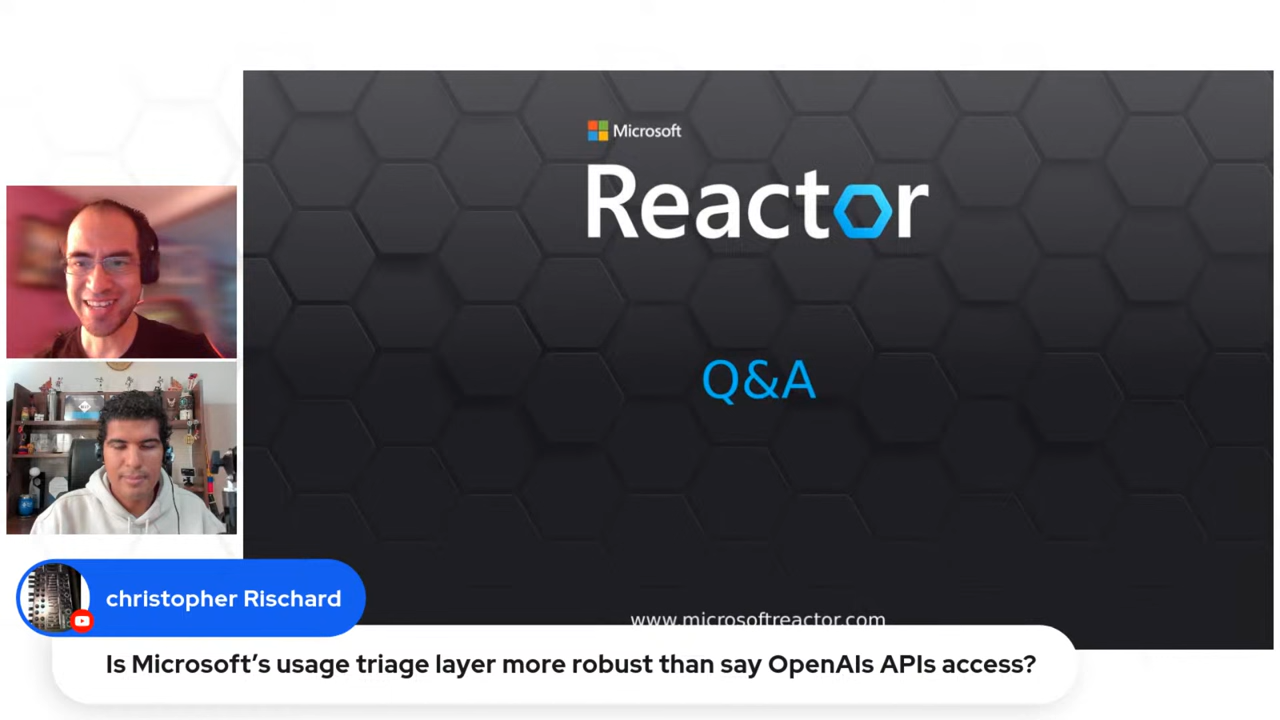 Microsoft
Reactor
Q&A
www.microsoftreactor.com
christopher Rischard
Is Microsoft’s usage triage layer more robust than say OpenAIs APIs access?